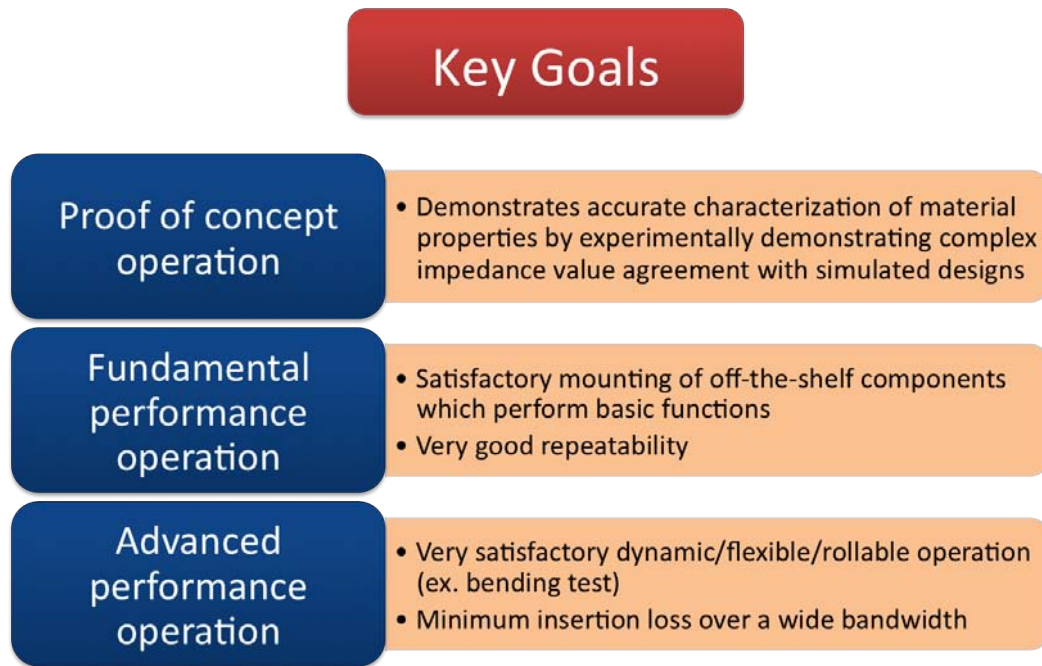 Key Goals
Proof of concept
operation
• Demonstrates accurate characterization of material
properties by experimentally demonstrating complex
impedance value agreement with simulated designs
Fundamental
performance
operation
• Satisfactory mounting of off-the-shelf components
which perform basic functions
• Very good repeatability
Advanced
performance
operation
• Very satisfactory dynamic/flexible/rollable operation
(ex. bending test)
• Minimum insertion loss over a wide bandwidth